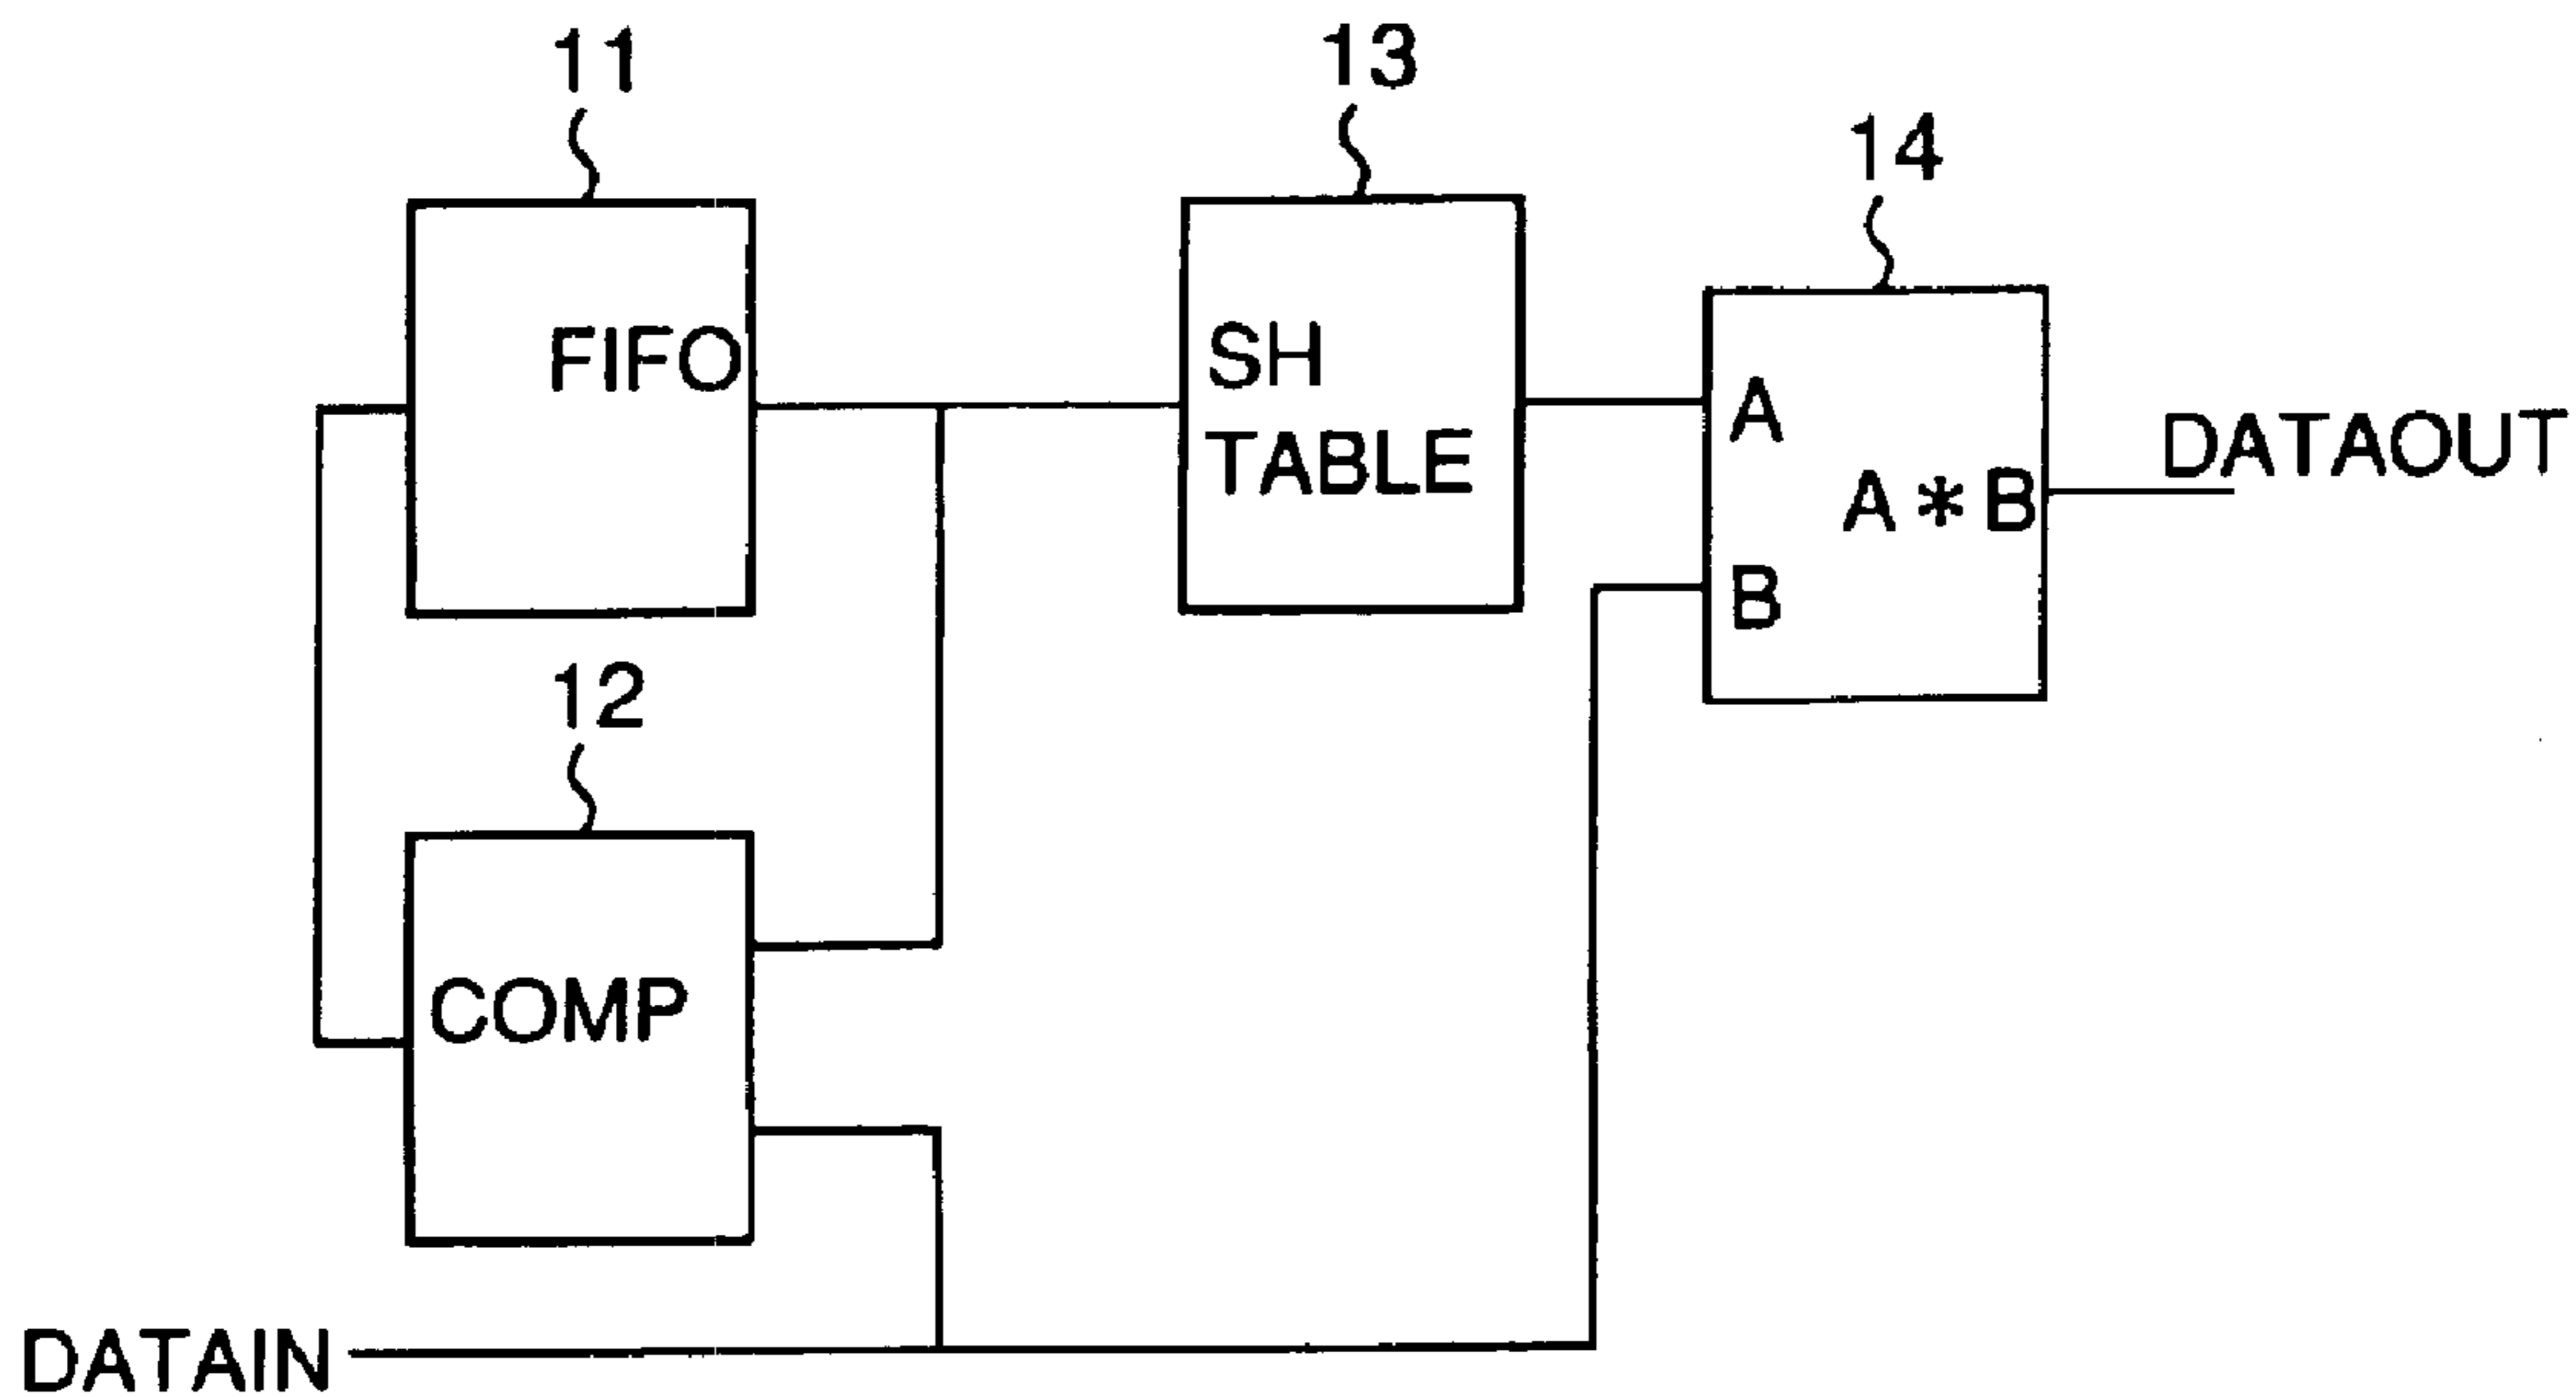 11
13
14
FIFO
SH
TABLE
A
A * B
B
DATAOUT
12
COMP
DATAIN